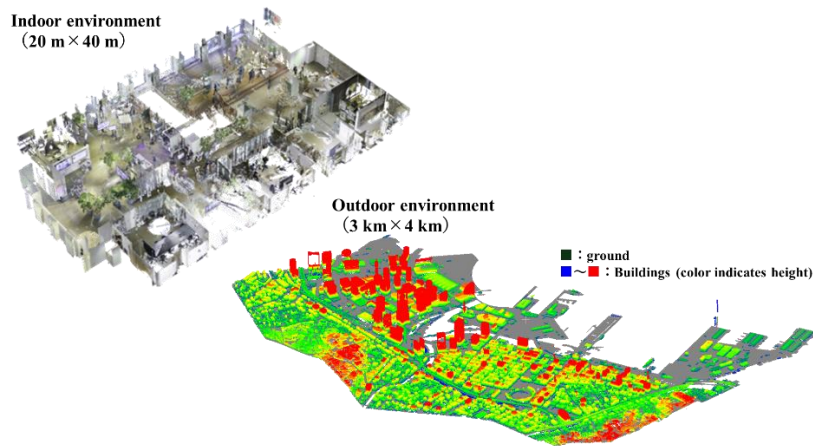 Indoor environment
（20 m×40 m）
Outdoor environment
（3 km×4 km）
：ground
～：Buildings (color indicates height)